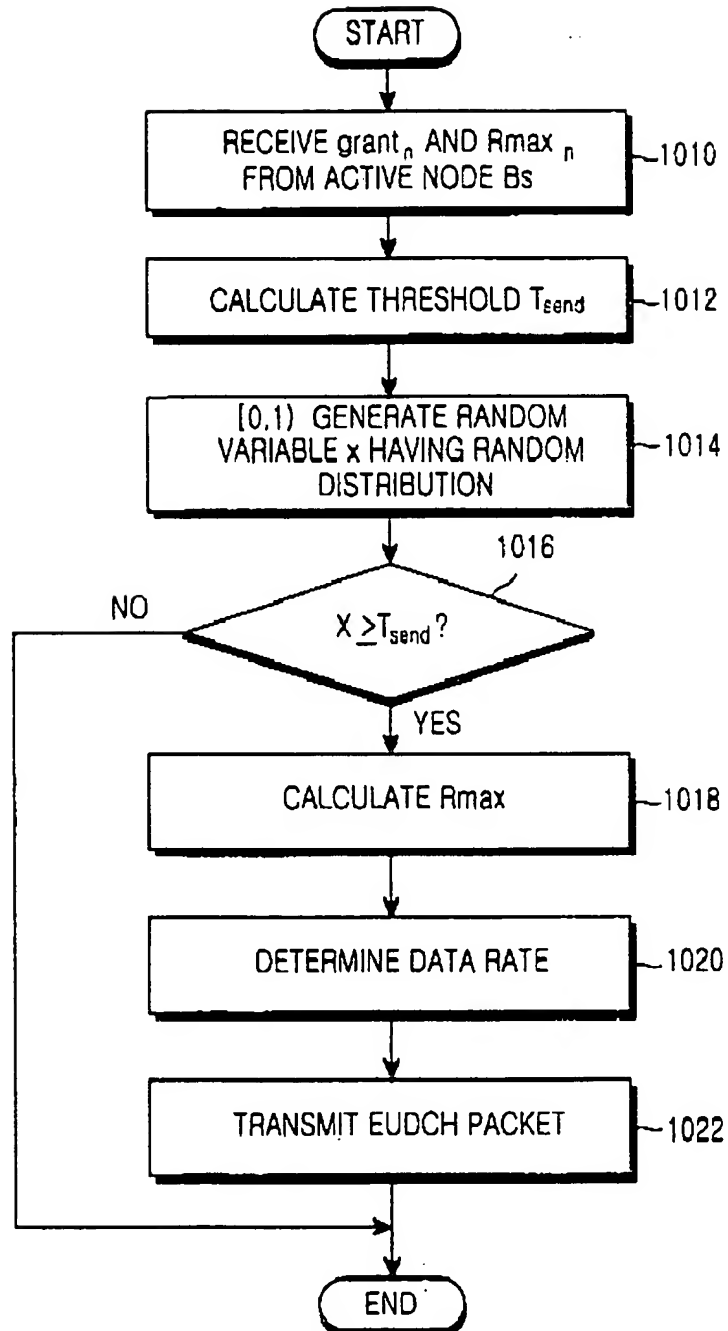 START
RECEIVE grant n AND Rmax n
FROM ACTIVE NODE Bs
1010
CALCULATE THRESHOLD Tsend
1012
[0,1) GENERATE RANDOM
VARIABLE x HAVING RANDOM
DISTRIBUTION
1014
1016
X ≥Tsend?
NO
YES
CALCULATE Rmax
1018
DETERMINE DATA RATE
1020
TRANSMIT EUDCH PACKET
1022
END